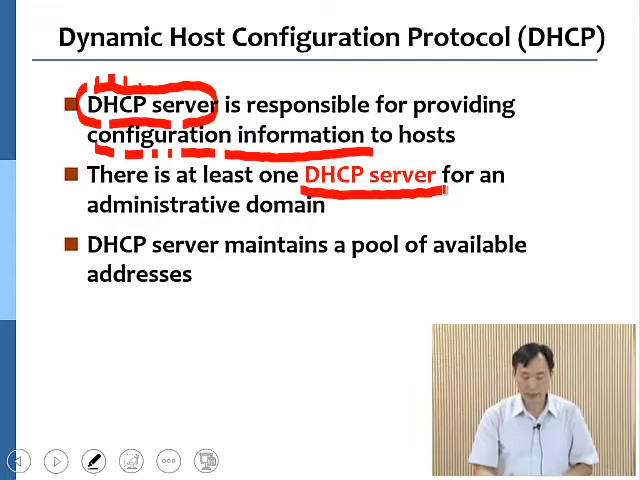 Dynamic Host Configuration Protocol (DHCP)
DHCP server is responsible for providing
configuration information to hosts
There is at least one DHCP server for an
administrative domain
DHCP server maintains a pool of available
addresses